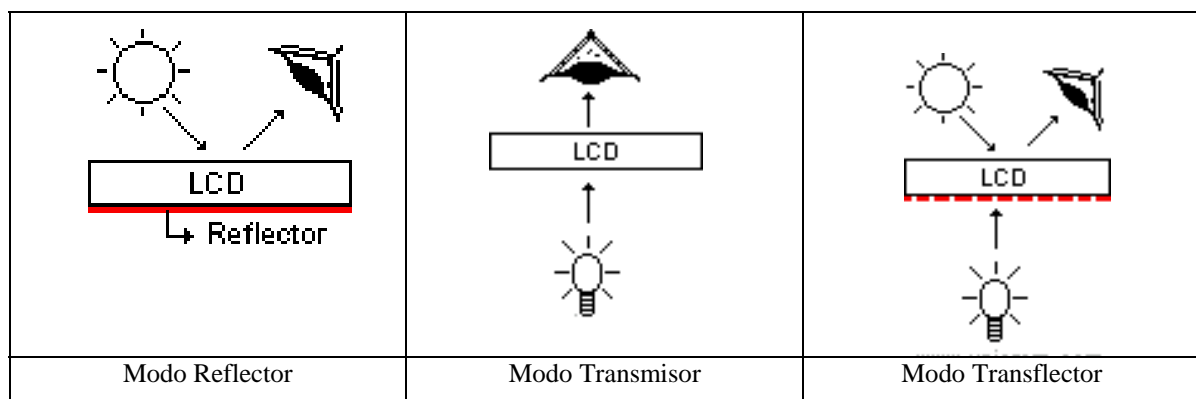 LCD
Reflector
Modo Reflector
LCD
Modo Transmisor
LCD
Modo Transflector